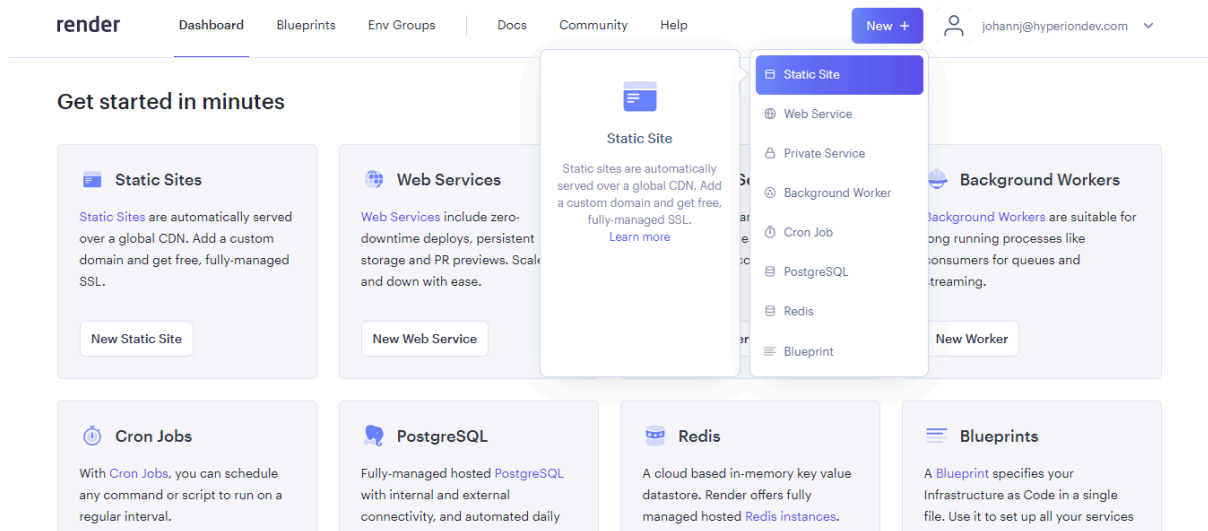 render Dashboard Blueprints Env Groups Docs Community Help New + johannj@hyperiondev.com
Get started in minutes
Static Site
Static sites are automatically
served over a global CDN. Add
a custom domain and get free,
fully-managed SSL.
Learn more
Static Site
Web Service
Private Service
Background Worker
Cron Job
PostgreSQL
Redis
Blueprint
Static Sites
Static Sites are automatically served
over a global CDN. Add a custom
domain and get free, fully-managed
SSL.
New Static Site
Web Services
Web Services include zero-
downtime deploys, persistent
storage and PR previews. Scale
and down with ease.
New Web Service
Background Workers
Background Workers are suitable for
long running processes like
consumers for queues and
streaming.
New Worker
Cron Jobs
With Cron Jobs, you can schedule
any command or script to run on a
regular interval.
PostgreSQL
Fully-managed hosted PostgreSQL
with internal and external
connectivity, and automated daily
Redis
A cloud based in-memory key value
datastore. Render offers fully
managed hosted Redis instances.
Blueprints
A Blueprint specifies your
Infrastructure as Code in a single
file. Use it to set up all your services